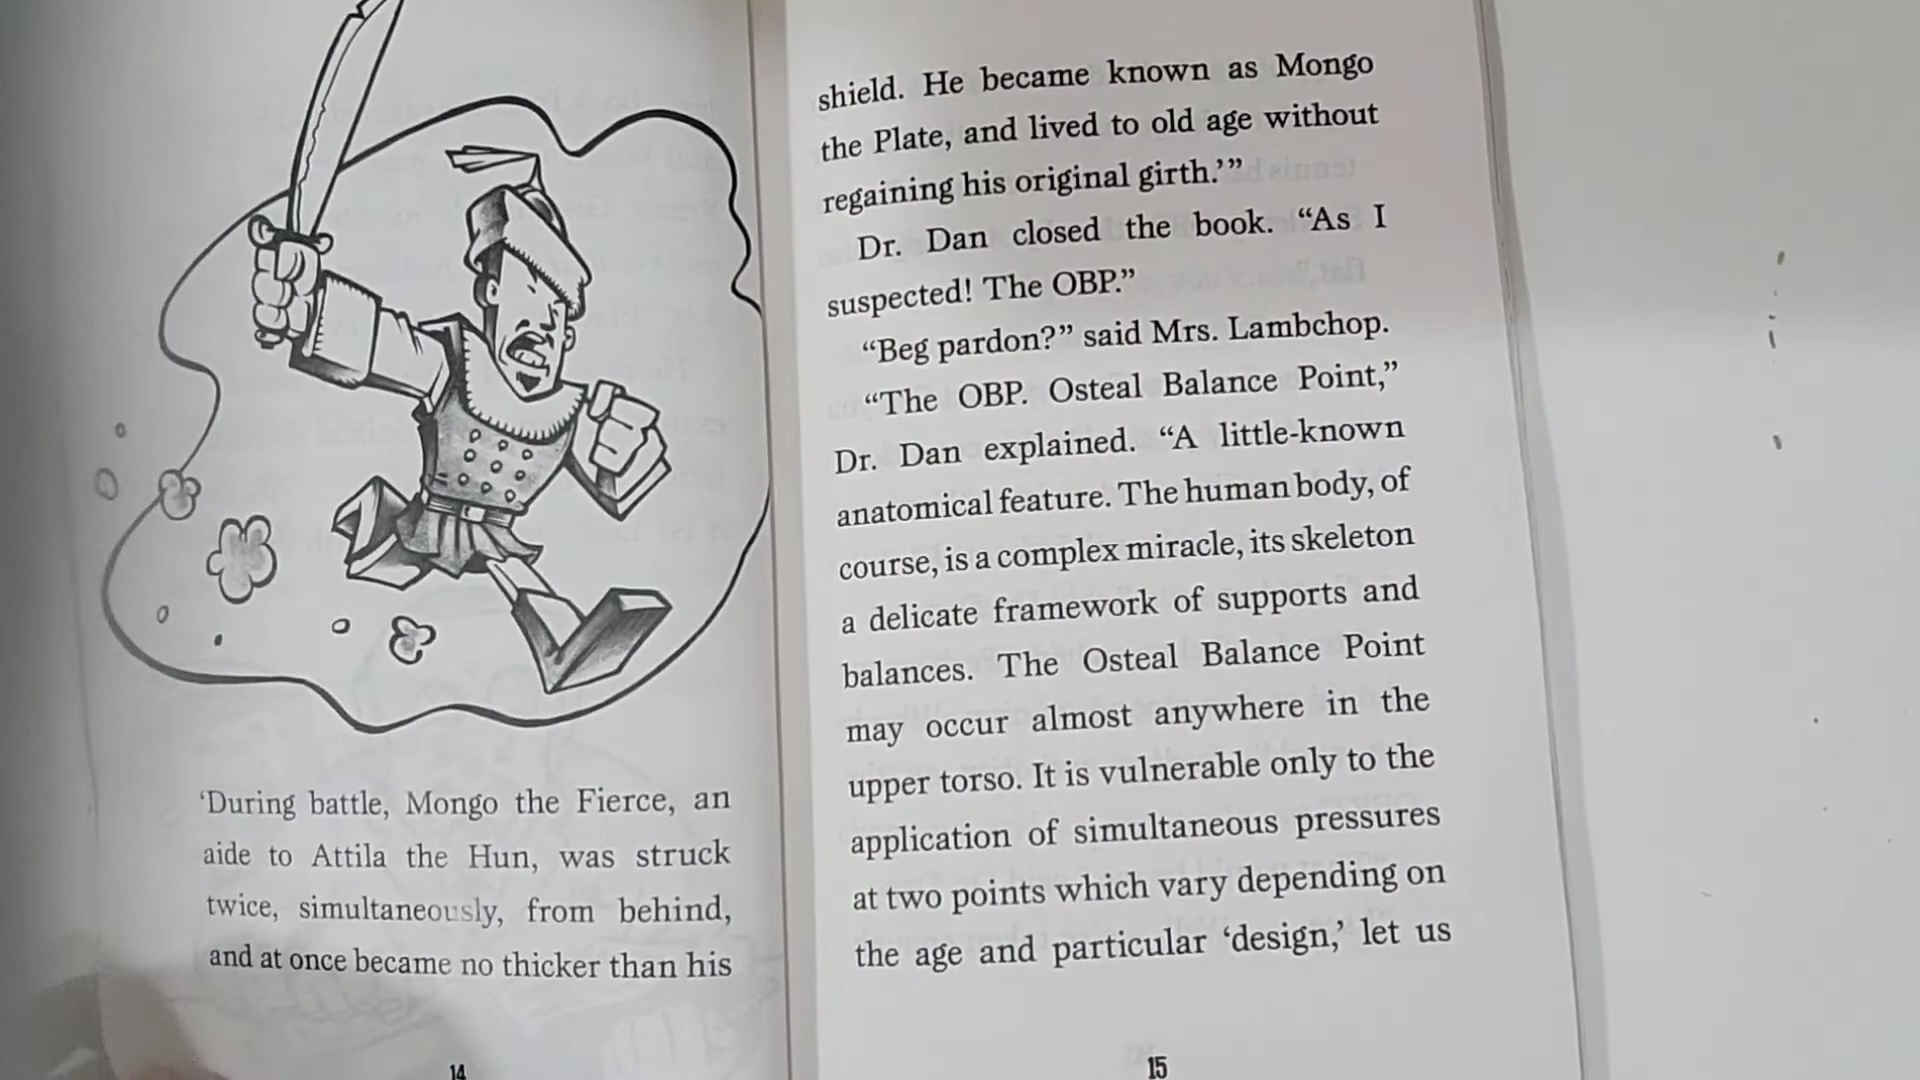 ‘During battle, Mongo the Fierce, an
aide to Attila the Hun, was struck
twice, simultaneously, from behind,
and at once became no thicker than his
14
shield. He became known as Mongo
the Plate, and lived to old age without
regaining his original girth.’”
Dr. Dan closed the book. “As I
suspected! The OBP.”
“Beg pardon?” said Mrs. Lambchop.
“The OBP. Osteal Balance Point,”
Dr. Dan explained. “A little-known
anatomical feature. The human body, of
course, is a complex miracle, its skeleton
a delicate framework of supports and
balances. The Osteal Balance Point
may occur almost anywhere in the
upper torso. It is vulnerable only to the
application of simultaneous pressures
at two points which vary depending on
the age and particular ‘design,’ let us
15